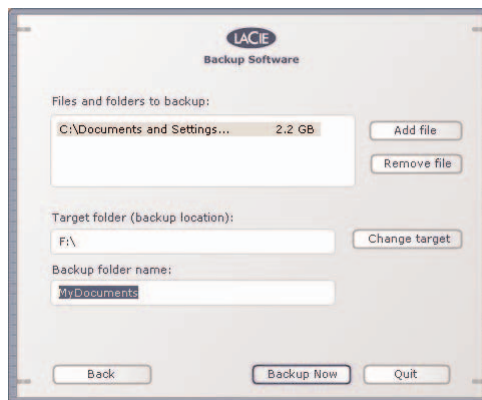 LACIE
Backup Software
Files and folders to backup:
C:\Documents and Settings... 2.2 GB
Add file
Remove file
Target folder (backup location):
F:\
Change target
Backup folder name:
MyDocuments
Back
Backup Now
Quit